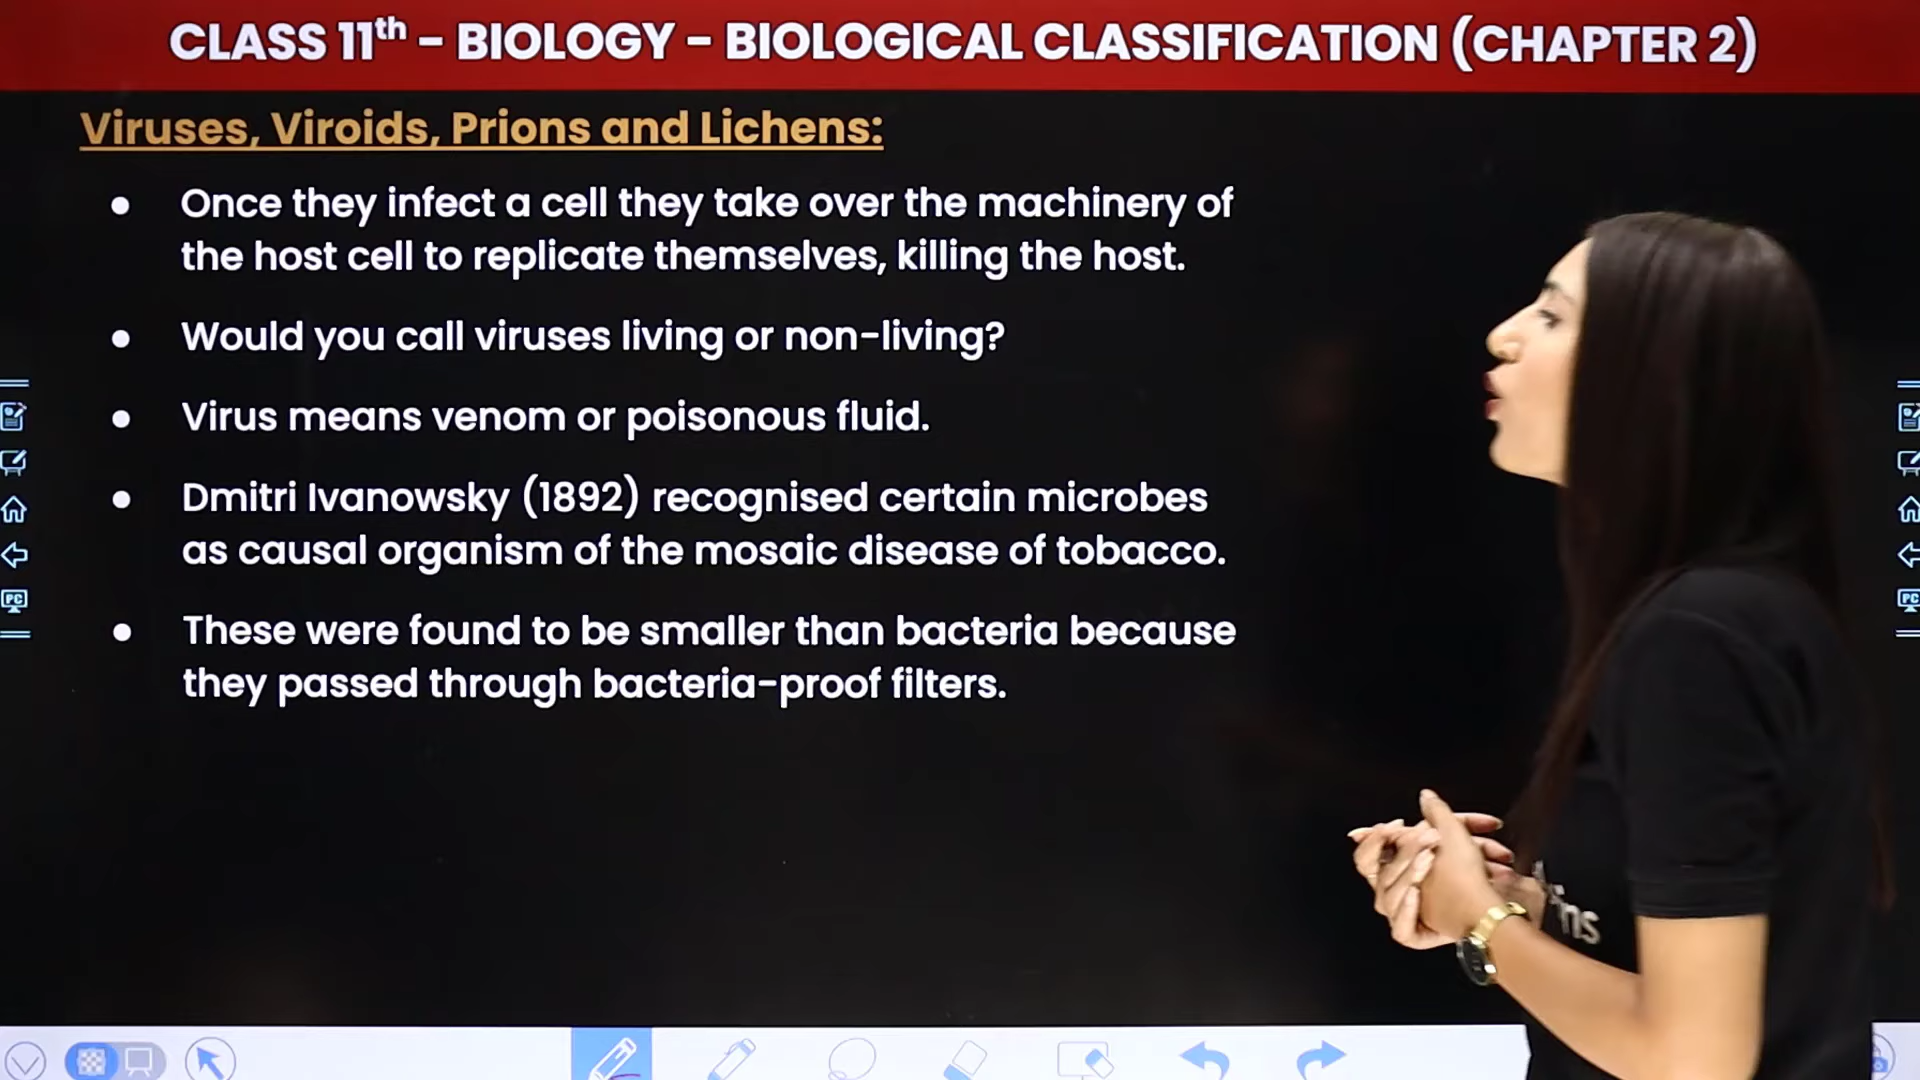 CLASS 11th - BIOLOGY - BIOLOGICAL CLASSIFICATION (CHAPTER 2)
Viruses, Viroids, Prions and Lichens:
● Once they infect a cell they take over the machinery of
the host cell to replicate themselves, killing the host.
● Would you call viruses living or non-living?
● Virus means venom or poisonous fluid.
● Dmitri Ivanowsky (1892) recognised certain microbes
as causal organism of the mosaic disease of tobacco.
● These were found to be smaller than bacteria because
they passed through bacteria-proof filters.
PC
PC